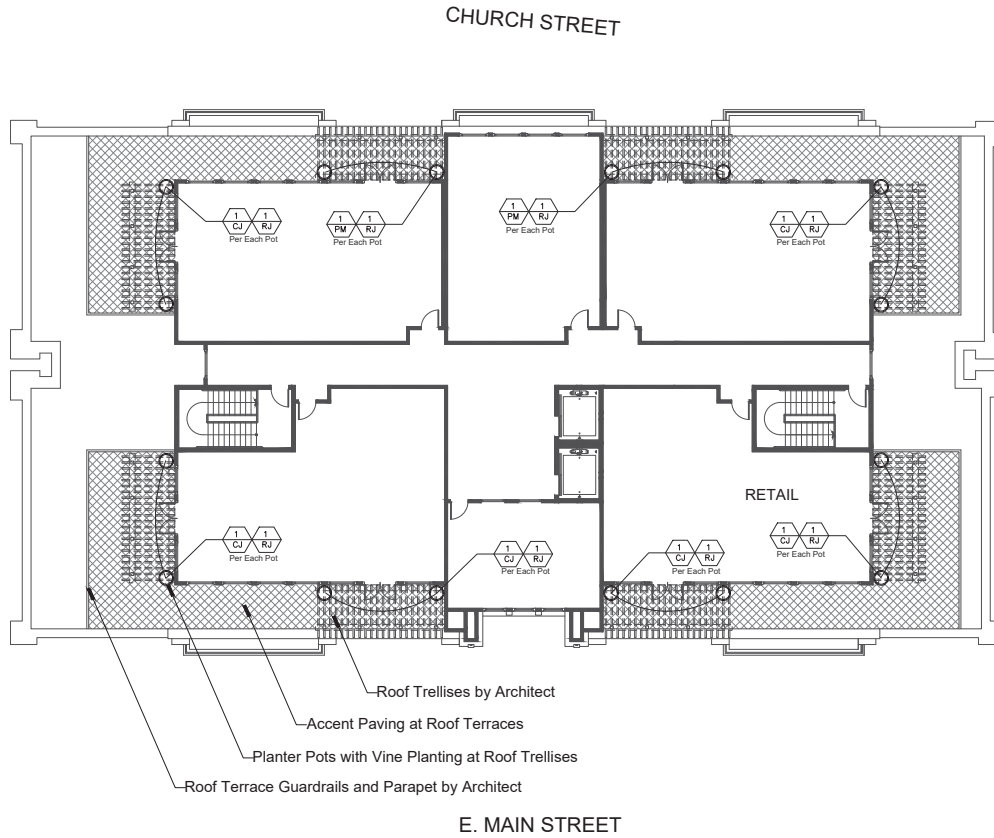 CHURCH STREET
1 1
CJ RJ
Per Each Pot
1 1
PM RJ
Per Each Pot
1 1
PM RJ
Per Each Pot
1 1
CJ RJ
Per Each Pot
RETAIL
1 1
CJ RJ
Per Each Pot
1 1
CJ RJ
Per Each Pot
1 1
CJ RJ
Per Each Pot
1 1
CJ RJ
Per Each Pot
Roof Trellises by Architect
Accent Paving at Roof Terraces
Planter Pots with Vine Planting at Roof Trellises
Roof Terrace Guardrails and Parapet by Architect
E. MAIN STREET